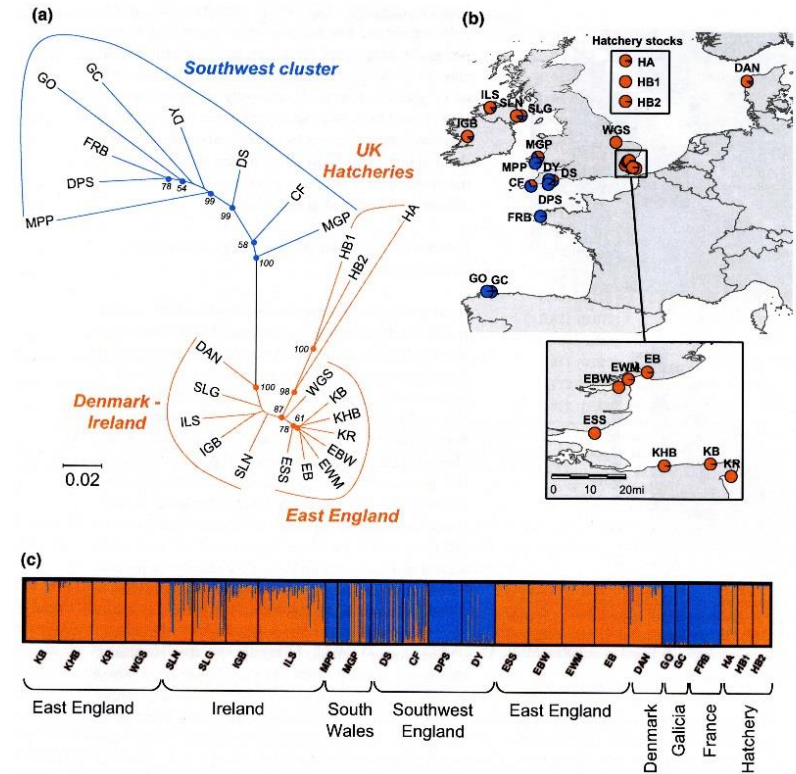 (a)
Southwest cluster
GO
GC
DY
FRB
DS
DPS
CF
MPP
MGP
78
54
99
99
58
100
UK
Hatcheries
HB1
HB2
HA
100
98
DAN
100
SLG
ILS
IGB
SLN
Denmark -
Ireland
87
78
61
WGS
KB
KHB
KR
EBW
EWM
EB
ESS
East England
0.02
(b)
Hatchery stocks
HA
HB1
HB2
DAN
ILS
SLN
SLG
IGB
WGS
MGP
MPP
DY
DS
CF
DPS
FRB
GO GC
EB
EWM
EBW
ESS
KHB
KB
KR
0 10 20mi
(c)
KB KHB KR WGS SLN SLG IGB ILS MPP MGP DS CF DPS DY ESS EBW EWM EB DAN GO GC FRB HA HB1 HB2
East England
Ireland
South
Wales
Southwest
England
East England
Denmark
Galicia
France
Hatchery